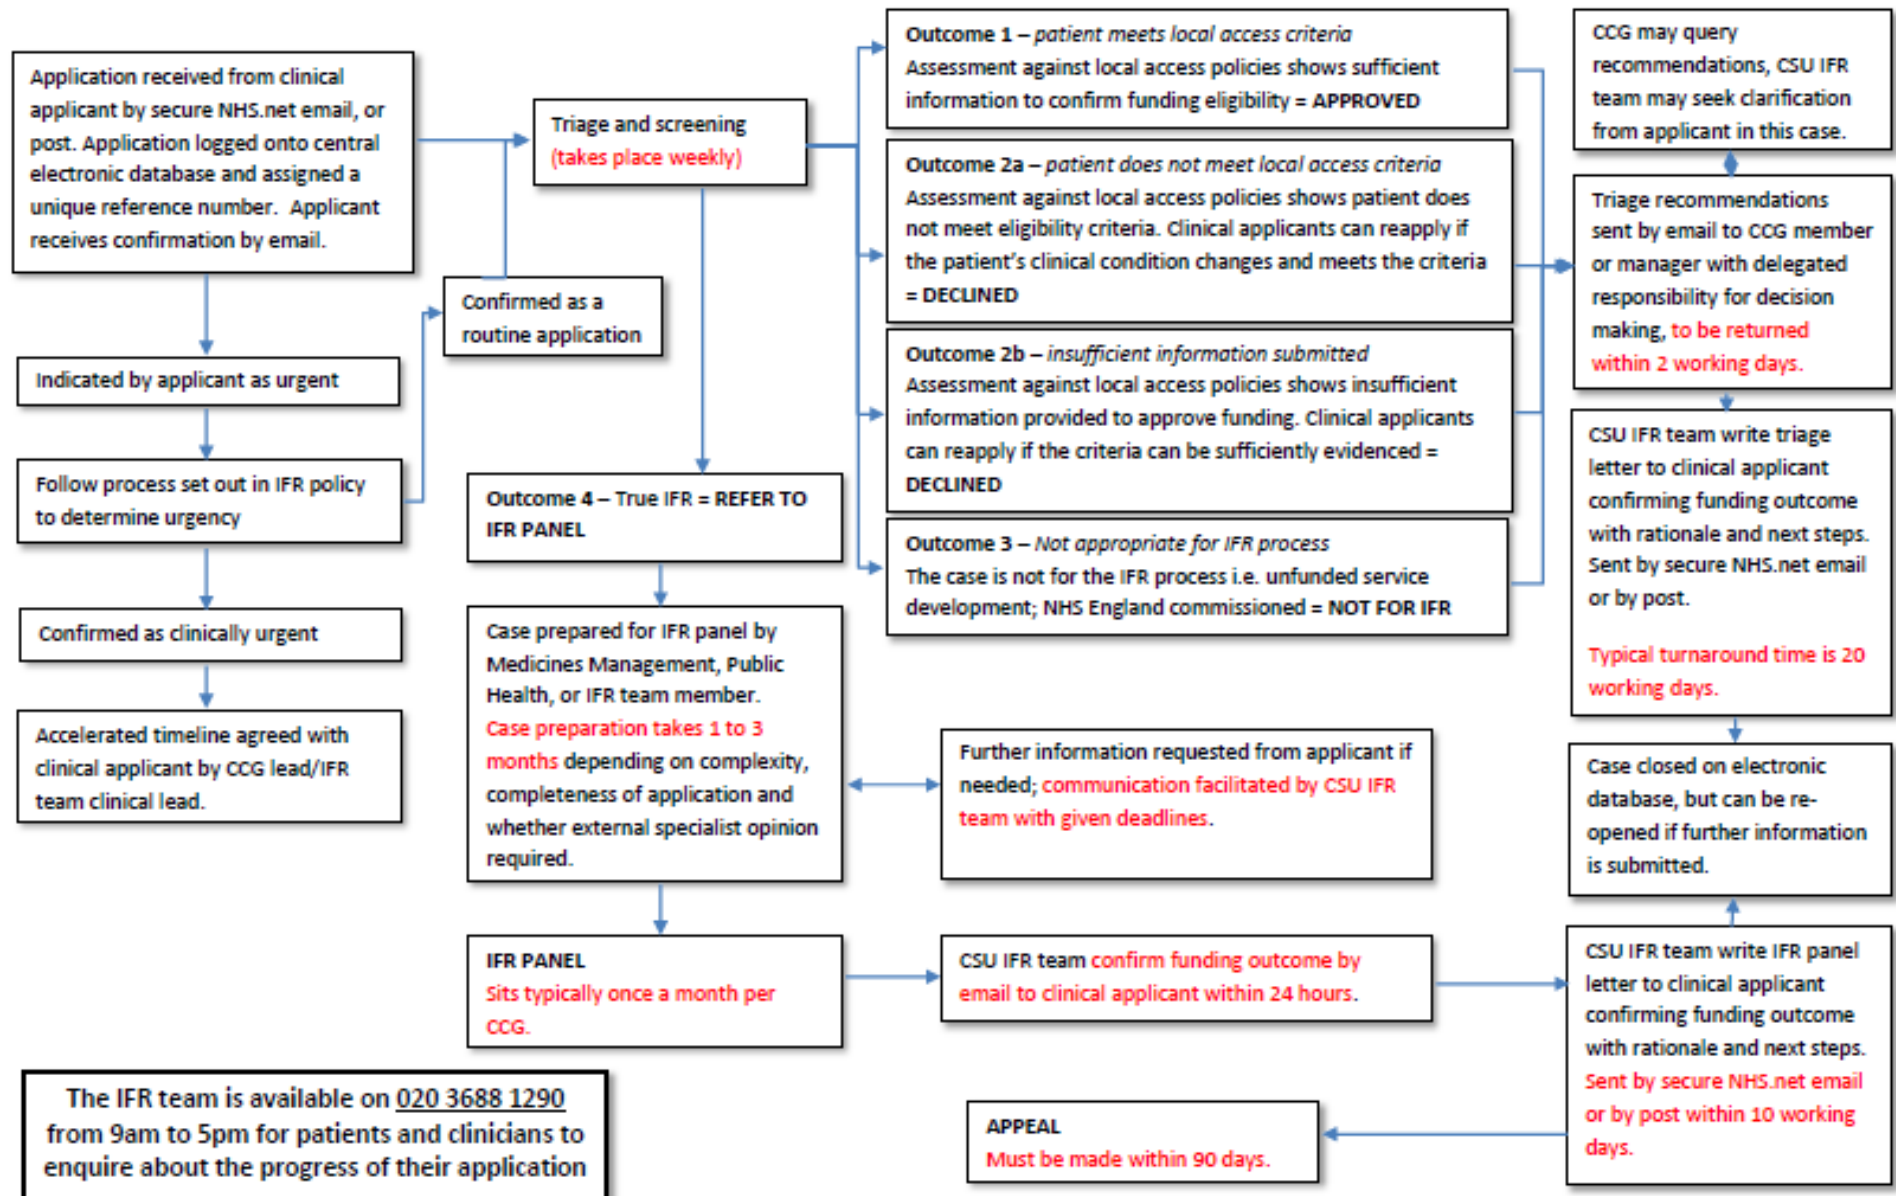 Application received from clinical
applicant by secure NHS.net email, or
post. Application logged onto central
electronic database and assigned a
unique reference number.  Applicant
receives confirmation by email.
Indicated by applicant as urgent
Follow process set out in IFR policy
to determine urgency
Confirmed as clinically urgent
Accelerated timeline agreed with
clinical applicant by CCG lead/IFR
team clinical lead.
Confirmed as a
routine application
Triage and screening
(takes place weekly)
Outcome 1 – patient meets local access criteria
Assessment against local access policies shows sufficient
information to confirm funding eligibility = APPROVED
Outcome 2a – patient does not meet local access criteria
Assessment against local access policies shows patient does
not meet eligibility criteria. Clinical applicants can reapply if
the patient's clinical condition changes and meets the criteria
= DECLINED
Outcome 2b – insufficient information submitted
Assessment against local access policies shows insufficient
information provided to approve funding. Clinical applicants
can reapply if the criteria can be sufficiently evidenced =
DECLINED
Outcome 3 – Not appropriate for IFR process
The case is not for the IFR process i.e. unfunded service
development; NHS England commissioned = NOT FOR IFR
CCG may query
recommendations, CSU IFR
team may seek clarification
from applicant in this case.
Triage recommendations
sent by email to CCG member
or manager with delegated
responsibility for decision
making, to be returned
within 2 working days.
CSU IFR team write triage
letter to clinical applicant
confirming funding outcome
with rationale and next steps.
Sent by secure NHS.net email
or by post.
Typical turnaround time is 20
working days.
Case closed on electronic
database, but can be re-
opened if further information
is submitted.
Outcome 4 – True IFR = REFER TO
IFR PANEL
Case prepared for IFR panel by
Medicines Management, Public
Health, or IFR team member.
Case preparation takes 1 to 3
months depending on complexity,
completeness of application and
whether external specialist opinion
required.
Further information requested from applicant if
needed; communication facilitated by CSU IFR
team with given deadlines.
IFR PANEL
Sits typically once a month per
CCG.
CSU IFR team confirm funding outcome by
email to clinical applicant within 24 hours.
CSU IFR team write IFR panel
letter to clinical applicant
confirming funding outcome
with rationale and next steps.
Sent by secure NHS.net email
or by post within 10 working
days.
APPEAL
Must be made within 90 days.
The IFR team is available on 020 3688 1290
from 9am to 5pm for patients and clinicians to
enquire about the progress of their application